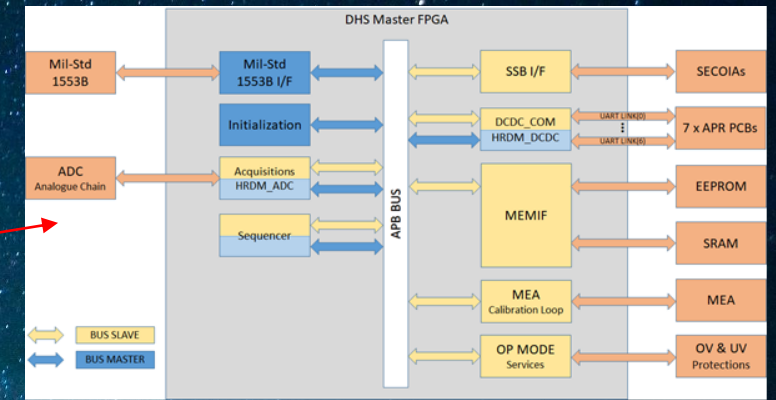 DHS Master FPGA
Mil-Std
1553B
Mil-Std
1553B I/F
Initialization
ADC
Analogue Chain
Acquisitions
HRDM_ADC
Sequencer
BUS SLAVE
BUS MASTER
APB BUS
SSB I/F
SECOIAs
DCDC_COM
HRDM_DCDC
UART LINK[0]
UART LINK[6]
7 x APR PCBs
MEMIF
EEPROM
SRAM
MEA
Calibration Loop
MEA
OP MODE
Services
OV & UV
Protections